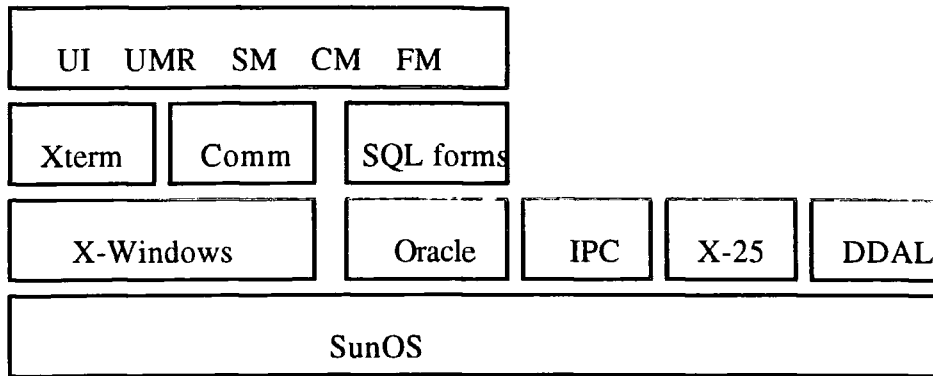 UI UMR SM CM FM
Xterm Comm SQL forms
X-Windows Oracle IPC X-25 DDAL
SunOS